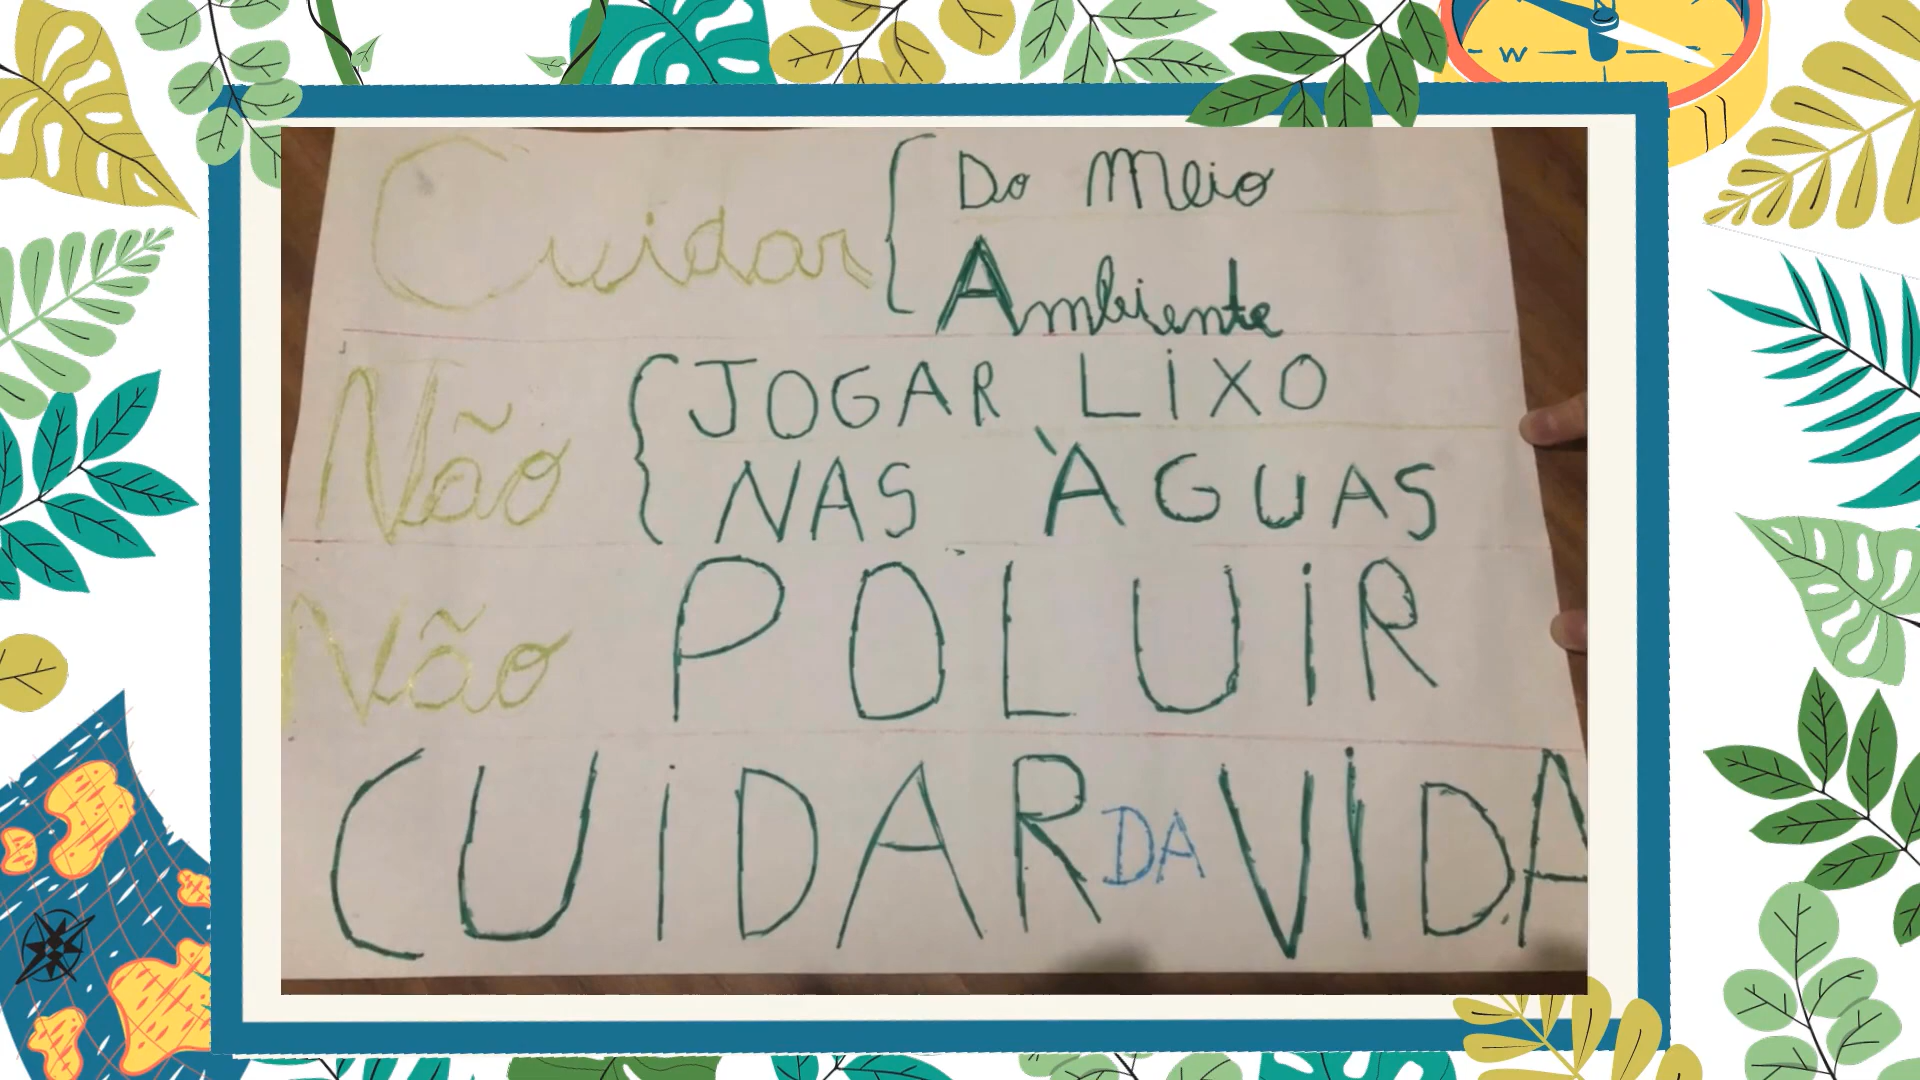 W
Cuidar { Do Meio
Ambiente
Não { JOGAR LiXO
NAS ÀGUAS
Não POLUiR
CUiDAR DA VIDA